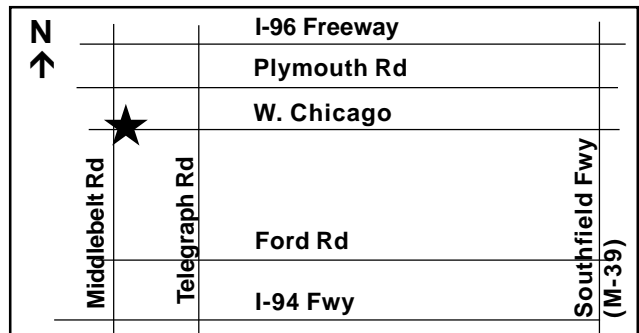 N
I-96 Freeway
Plymouth Rd
W. Chicago
Middlebelt Rd
Telegraph Rd
Southfield Fwy
(M-39)
Ford Rd
I-94 Fwy